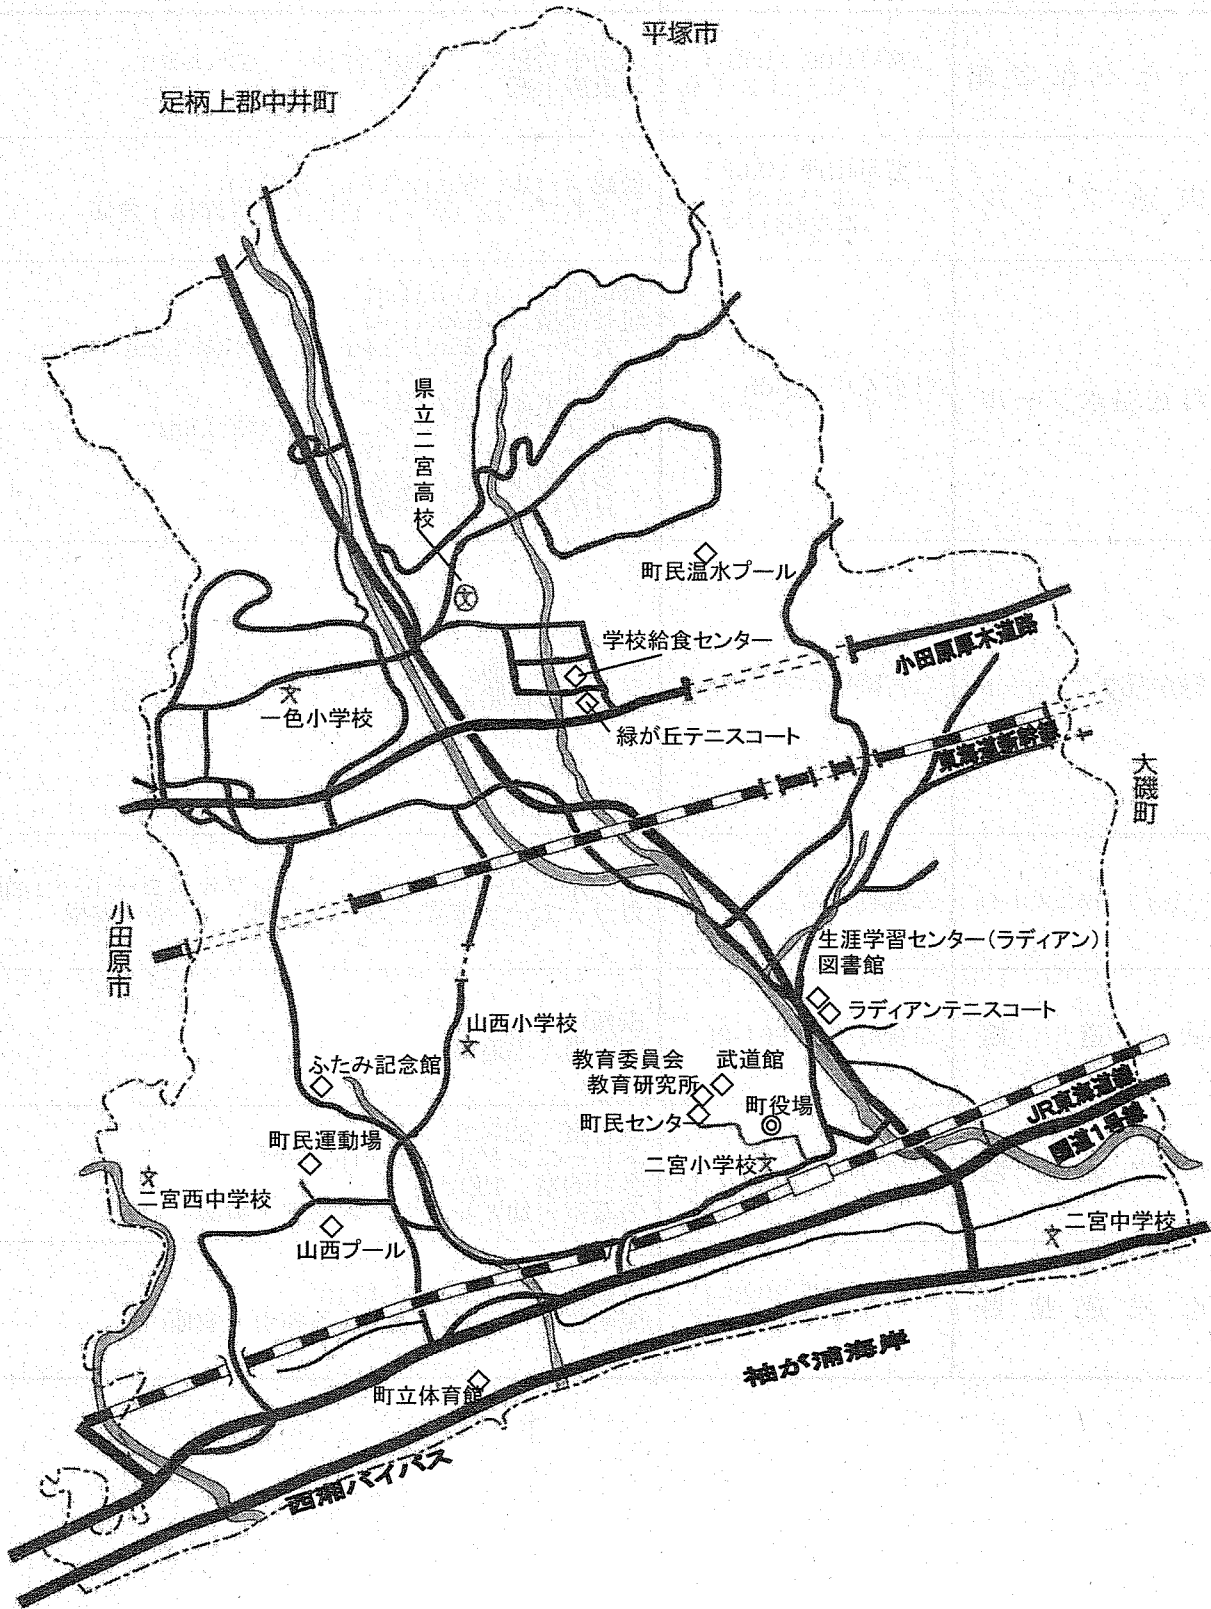 平塚市
足柄上郡中井町
県立二宮高校
町民温水プール
学校給食センター
小田原厚木道路
一色小学校
緑が丘テニスコート
東海道新幹線
大磯町
小田原市
生涯学習センター(ラディアン)
図書館
ラディアンテニスコート
山西小学校
教育委員会
武道館
ふたみ記念館
教育研究所
町役場
町民センター
JR東海道線
国道1号線
町民運動場
二宮小学校
二宮西中学校
二宮中学校
山西プール
袖が浦海岸
町立体育館
西湘バイパス